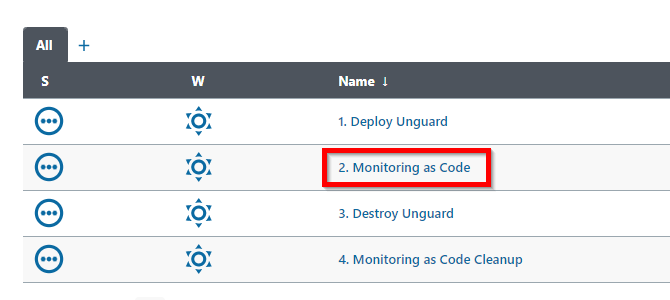 All +
S W Name ↓
1. Deploy Unguard
2. Monitoring as Code
3. Destroy Unguard
4. Monitoring as Code Cleanup